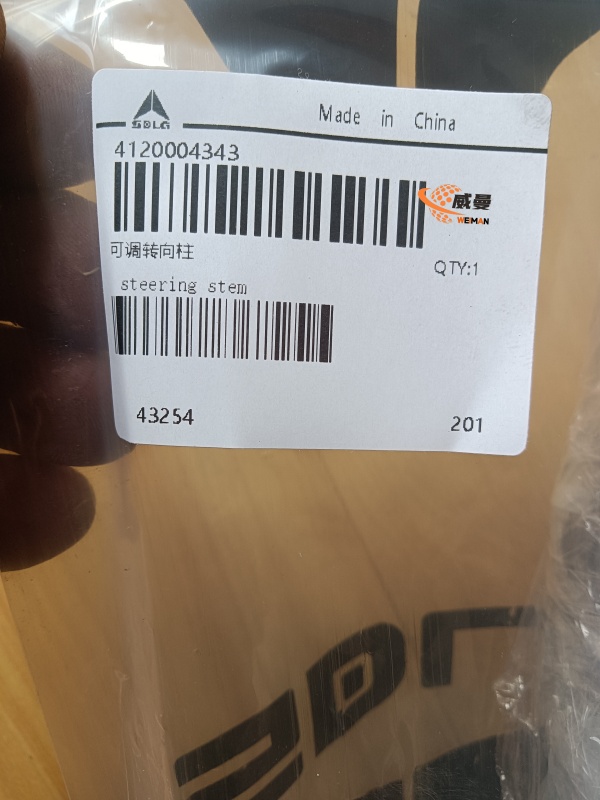 SDLG
Made in China
4120004343
威曼
WEMAN
可调转向柱
QTY:1
steering stem
43254
201